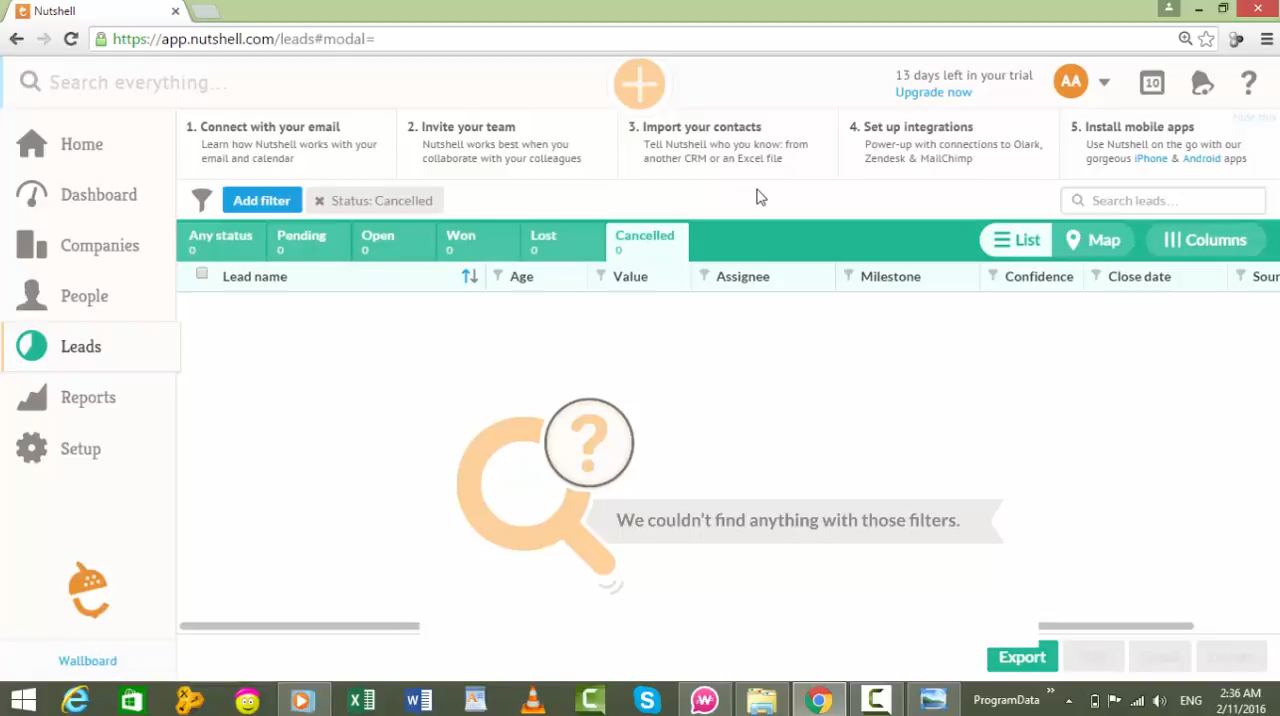 Nutshell
https://app.nutshell.com/leads#modal=
Search everything...
13 days left in your trial
Upgrade now
AA
10
Hide this
1. Connect with your email
Learn how Nutshell works with your
email and calendar
2. Invite your team
Nutshell works best when you
collaborate with your colleagues
3. Import your contacts
Tell Nutshell who you know: from
another CRM or an Excel file
4. Set up integrations
Power-up with connections to Olark,
Zendesk & MailChimp
5. Install mobile apps
Use Nutshell on the go with our
gorgeous iPhone & Android apps
Home
Dashboard
Companies
People
Leads
Reports
Setup
Wallboard
Add filter
Status: Cancelled
Search leads...
Any status
0
Pending
0
Open
0
Won
0
Lost
0
Cancelled
0
List
Map
Columns
Lead name
Age
Value
Assignee
Milestone
Confidence
Close date
Sour
?
We couldn't find anything with those filters.
Export
ProgramData
ENG
2:36 AM
2/11/2016